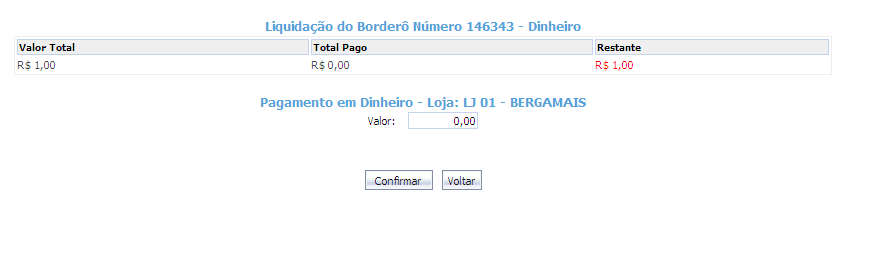 Liquidação do Borderô Número 146343 - Dinheiro
Valor Total Total Pago Restante
R$ 1,00 R$ 0,00 R$ 1,00
Pagamento em Dinheiro - Loja: LJ 01 - BERGAMAIS
Valor: 0,00
Confirmar Voltar